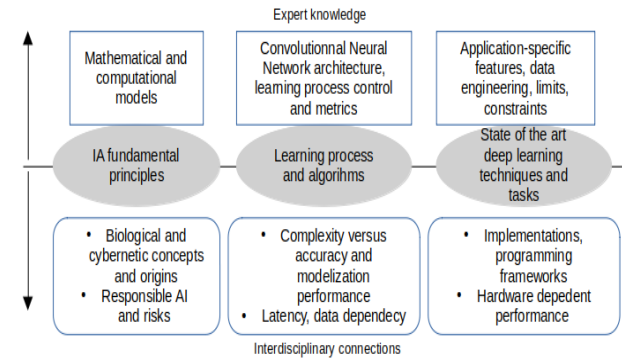 Expert knowledge
Mathematical and
computational
models
Convolutionnal Neural
Network architecture,
learning process control
and metrics
Application-specific
features, data
engineering, limits,
constraints
IA fundamental
principles
Learning process
and algorihms
State of the art
deep learning
techniques and
tasks
• Biological and
cybernetic concepts
and origins
• Responsible AI
and risks
• Complexity versus
accuracy and
modelization
performance
• Latency, data dependecy
• Implementations,
programming
frameworks
• Hardware depedent
performance
Interdisciplinary connections